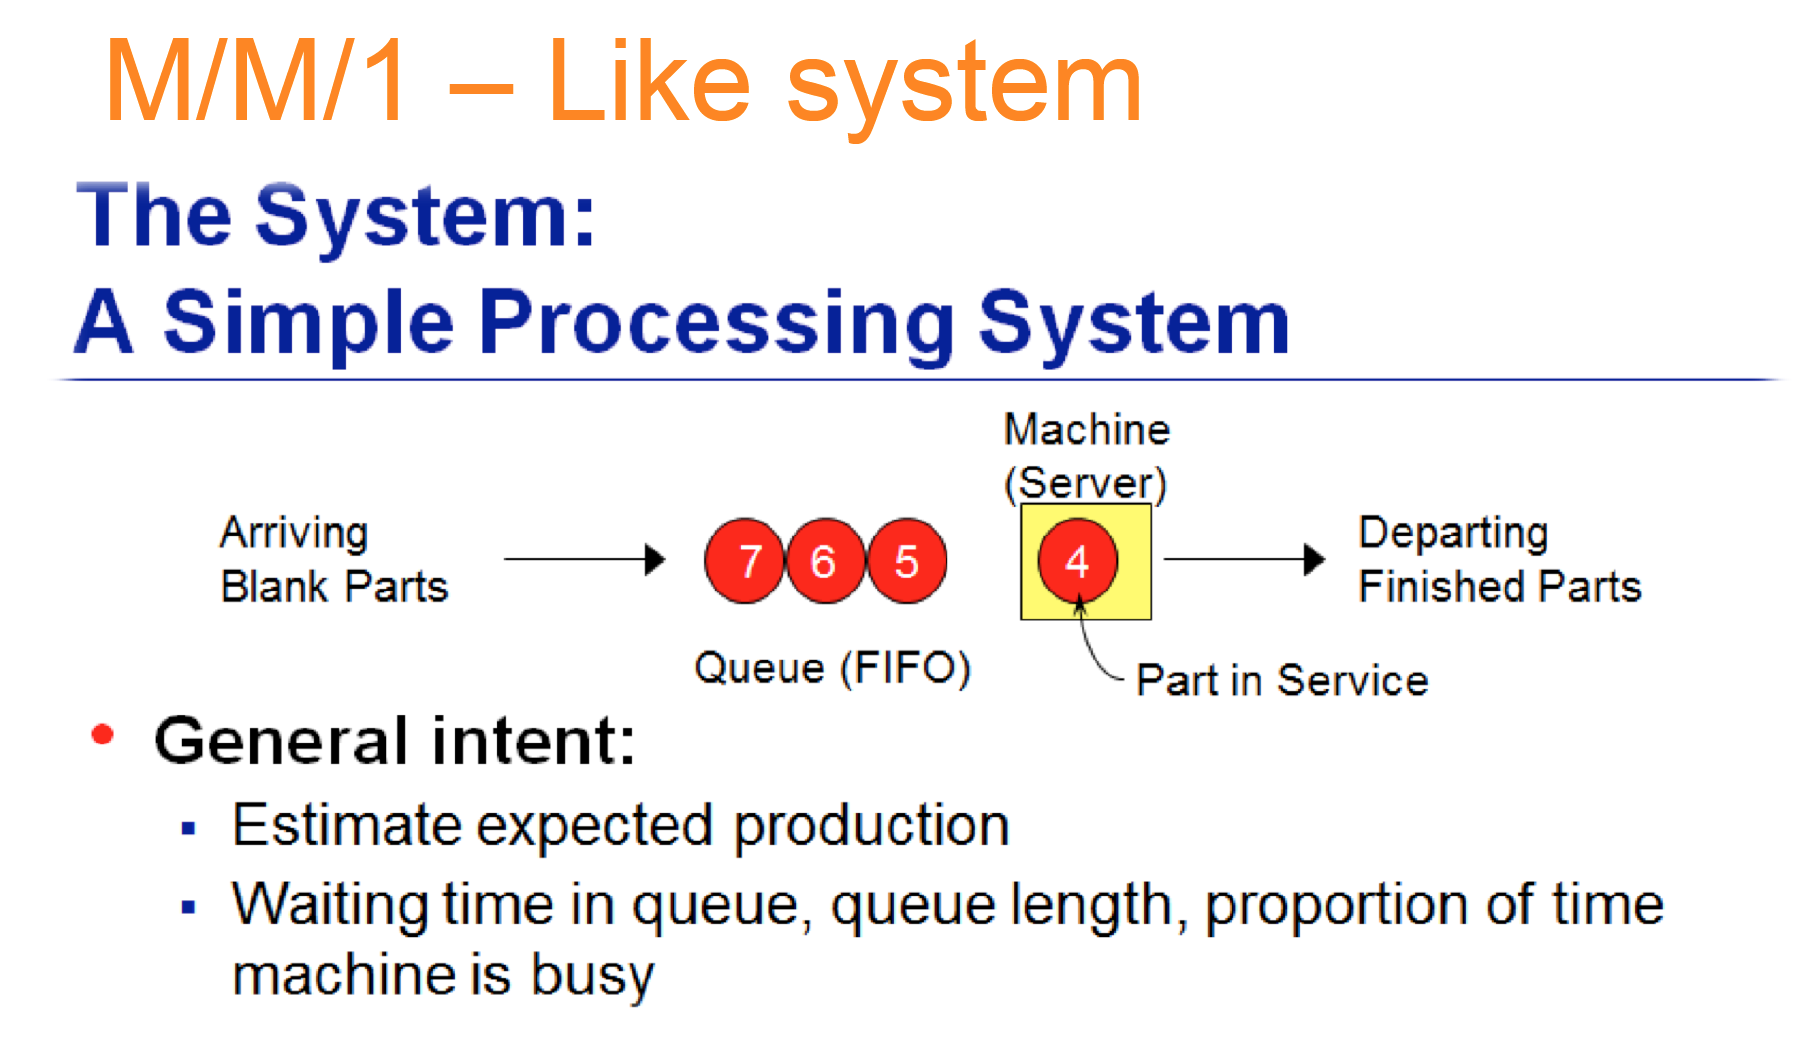 M/M/1 – Like system
The System:
A Simple Processing System
Machine
(Server)
Arriving
Blank Parts
7 6 5
4
Departing
Finished Parts
Queue (FIFO)
Part in Service
• General intent:
▪ Estimate expected production
▪ Waiting time in queue, queue length, proportion of time
machine is busy